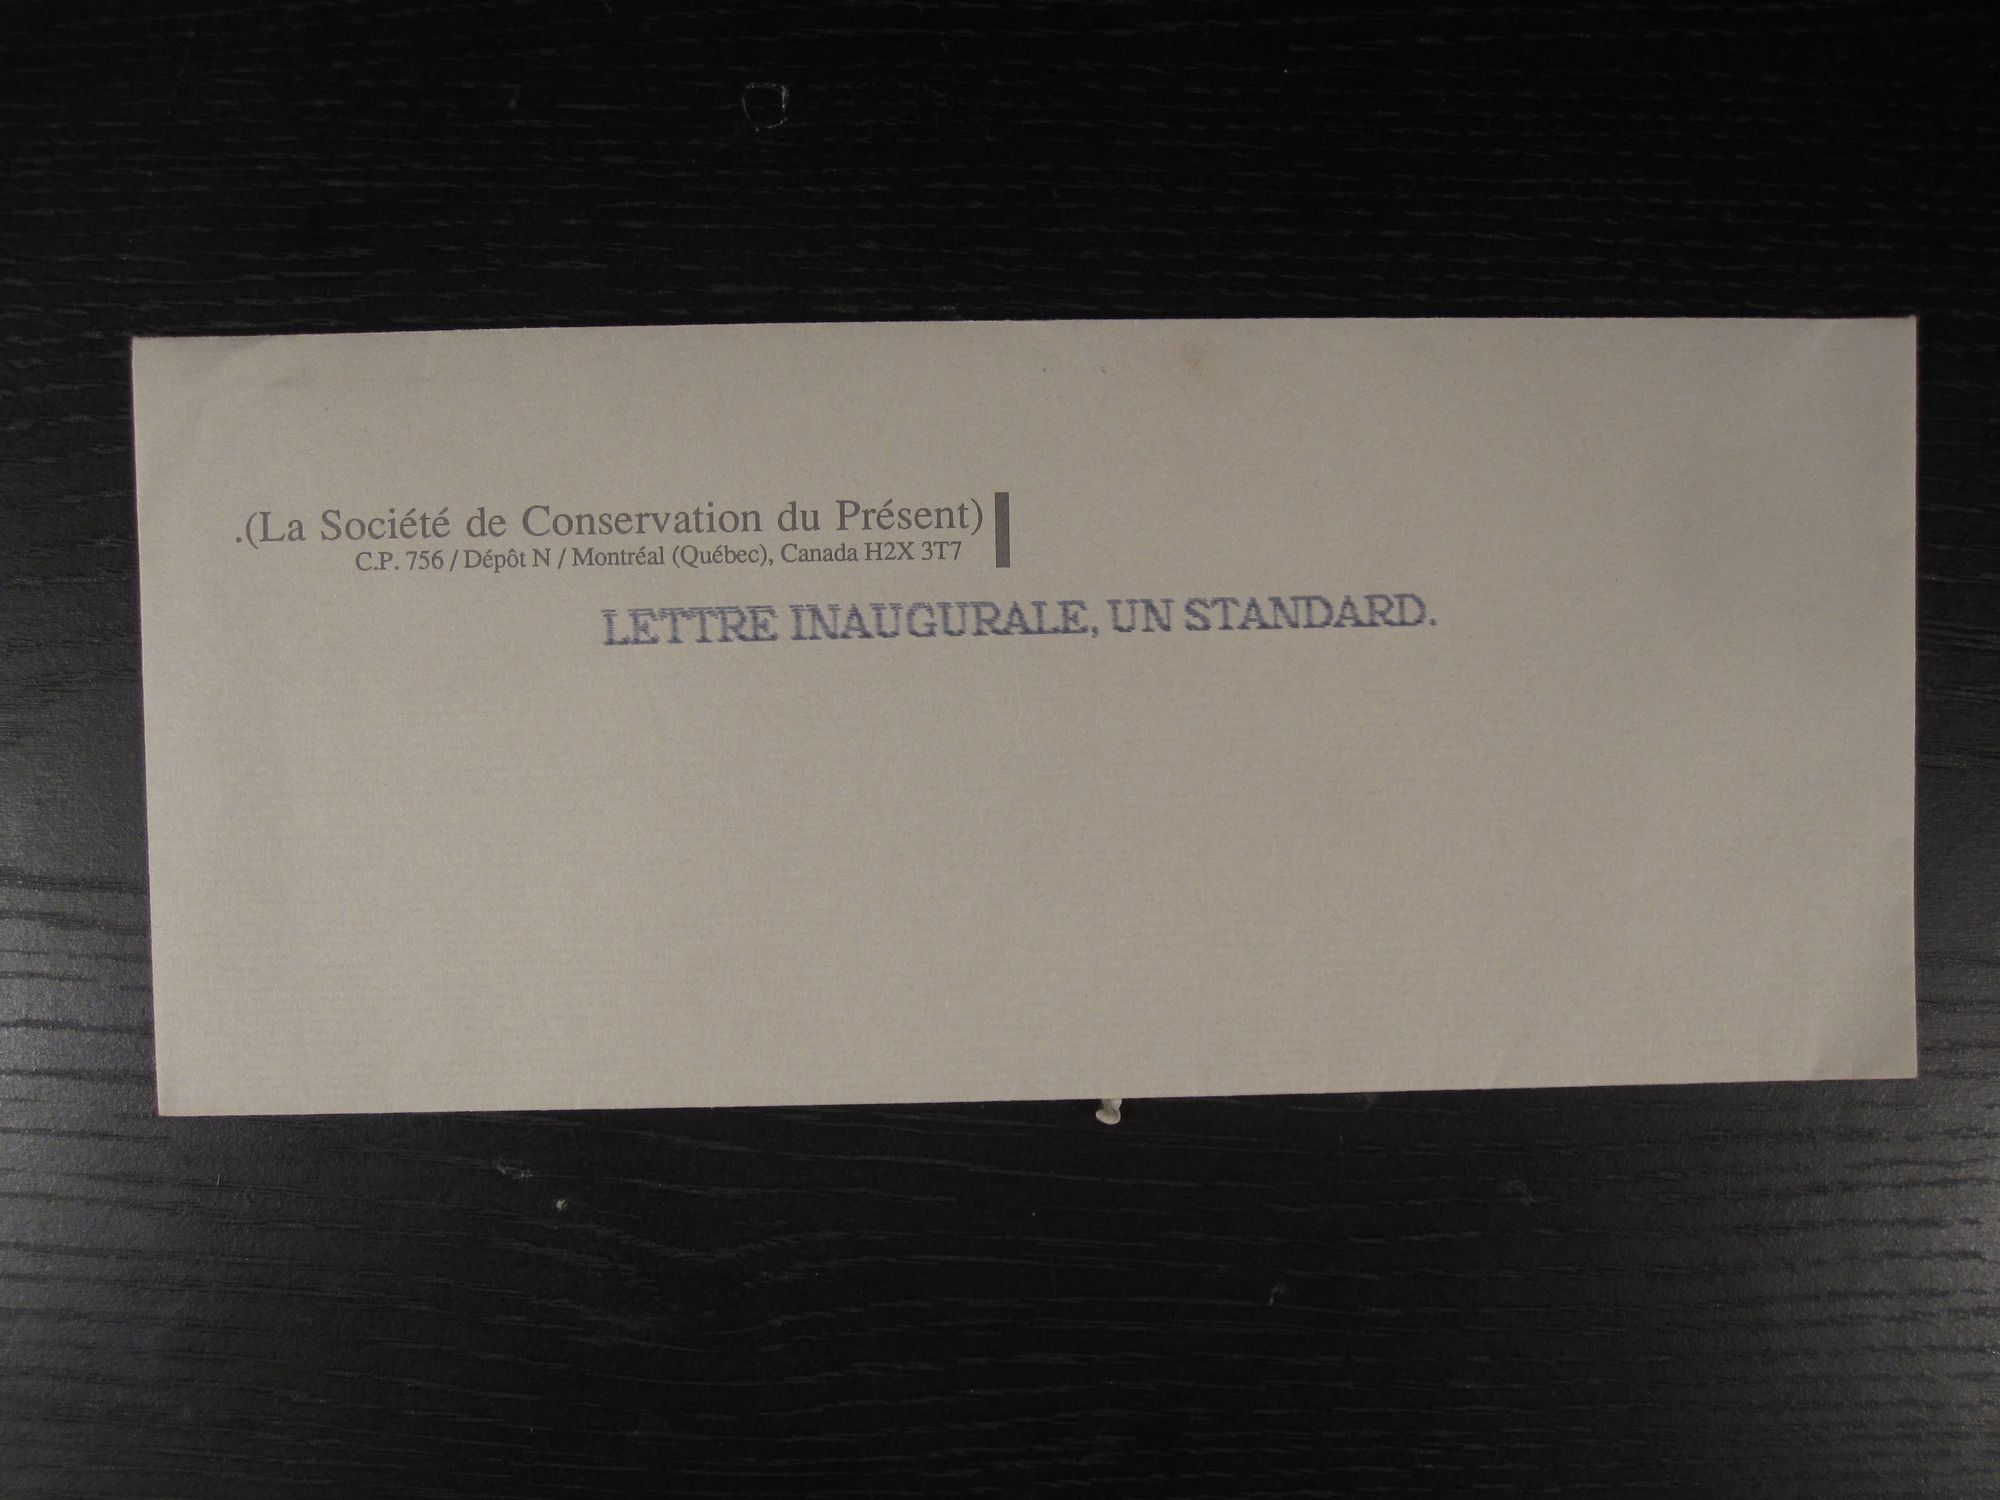 .(La Société de Conservation du Présent)
C.P. 756 / Dépôt N / Montréal (Québec), Canada H2X 3T7
LETTRE INAUGURALE, UN STANDARD.